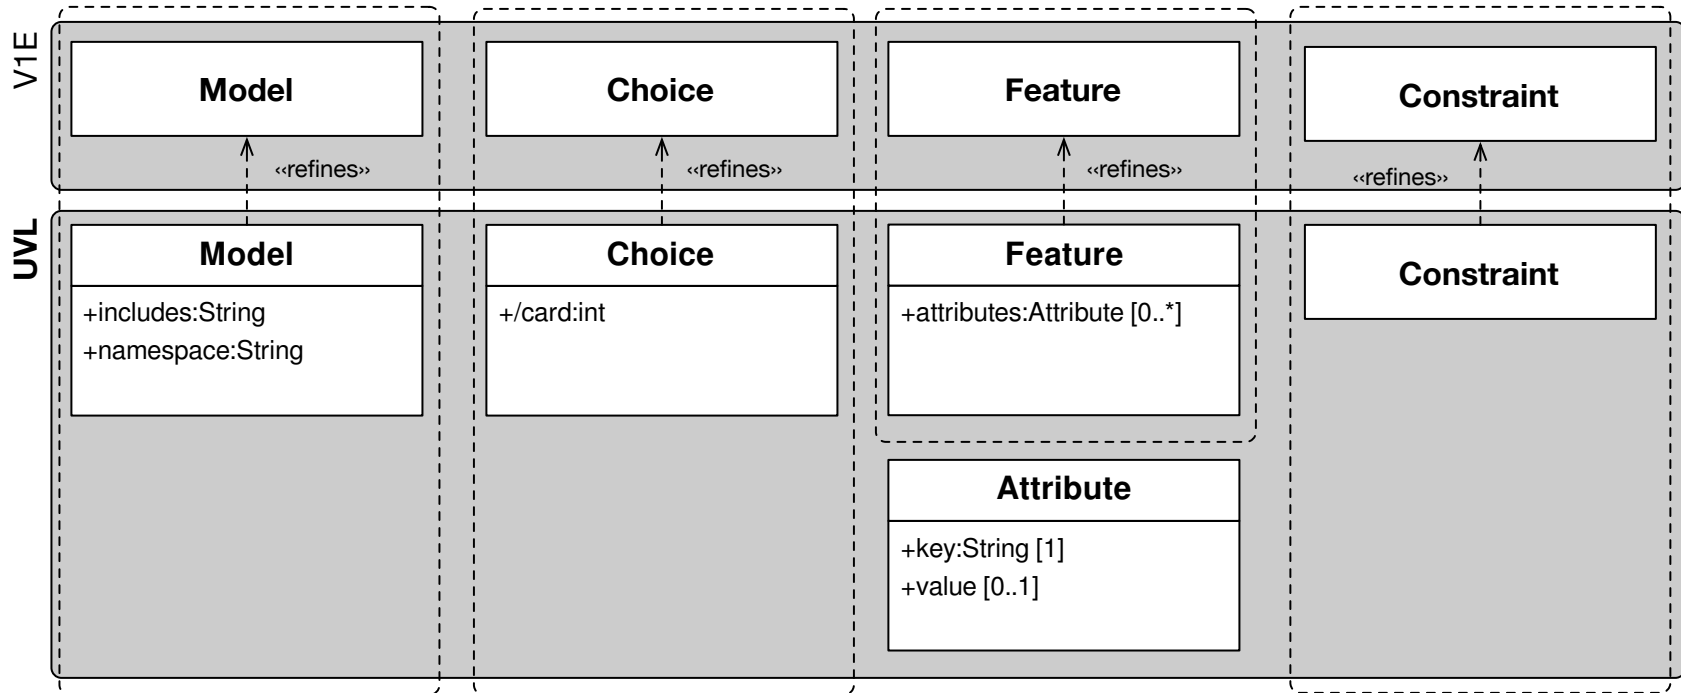 V1E
Model
Choice
Feature
Constraint
‹‹refines››
‹‹refines››
‹‹refines››
‹‹refines››
UVL
Model
+includes:String
+namespace:String
Choice
+/card:int
Feature
+attributes:Attribute [0..*]
Constraint
Attribute
+key:String [1]
+value [0..1]